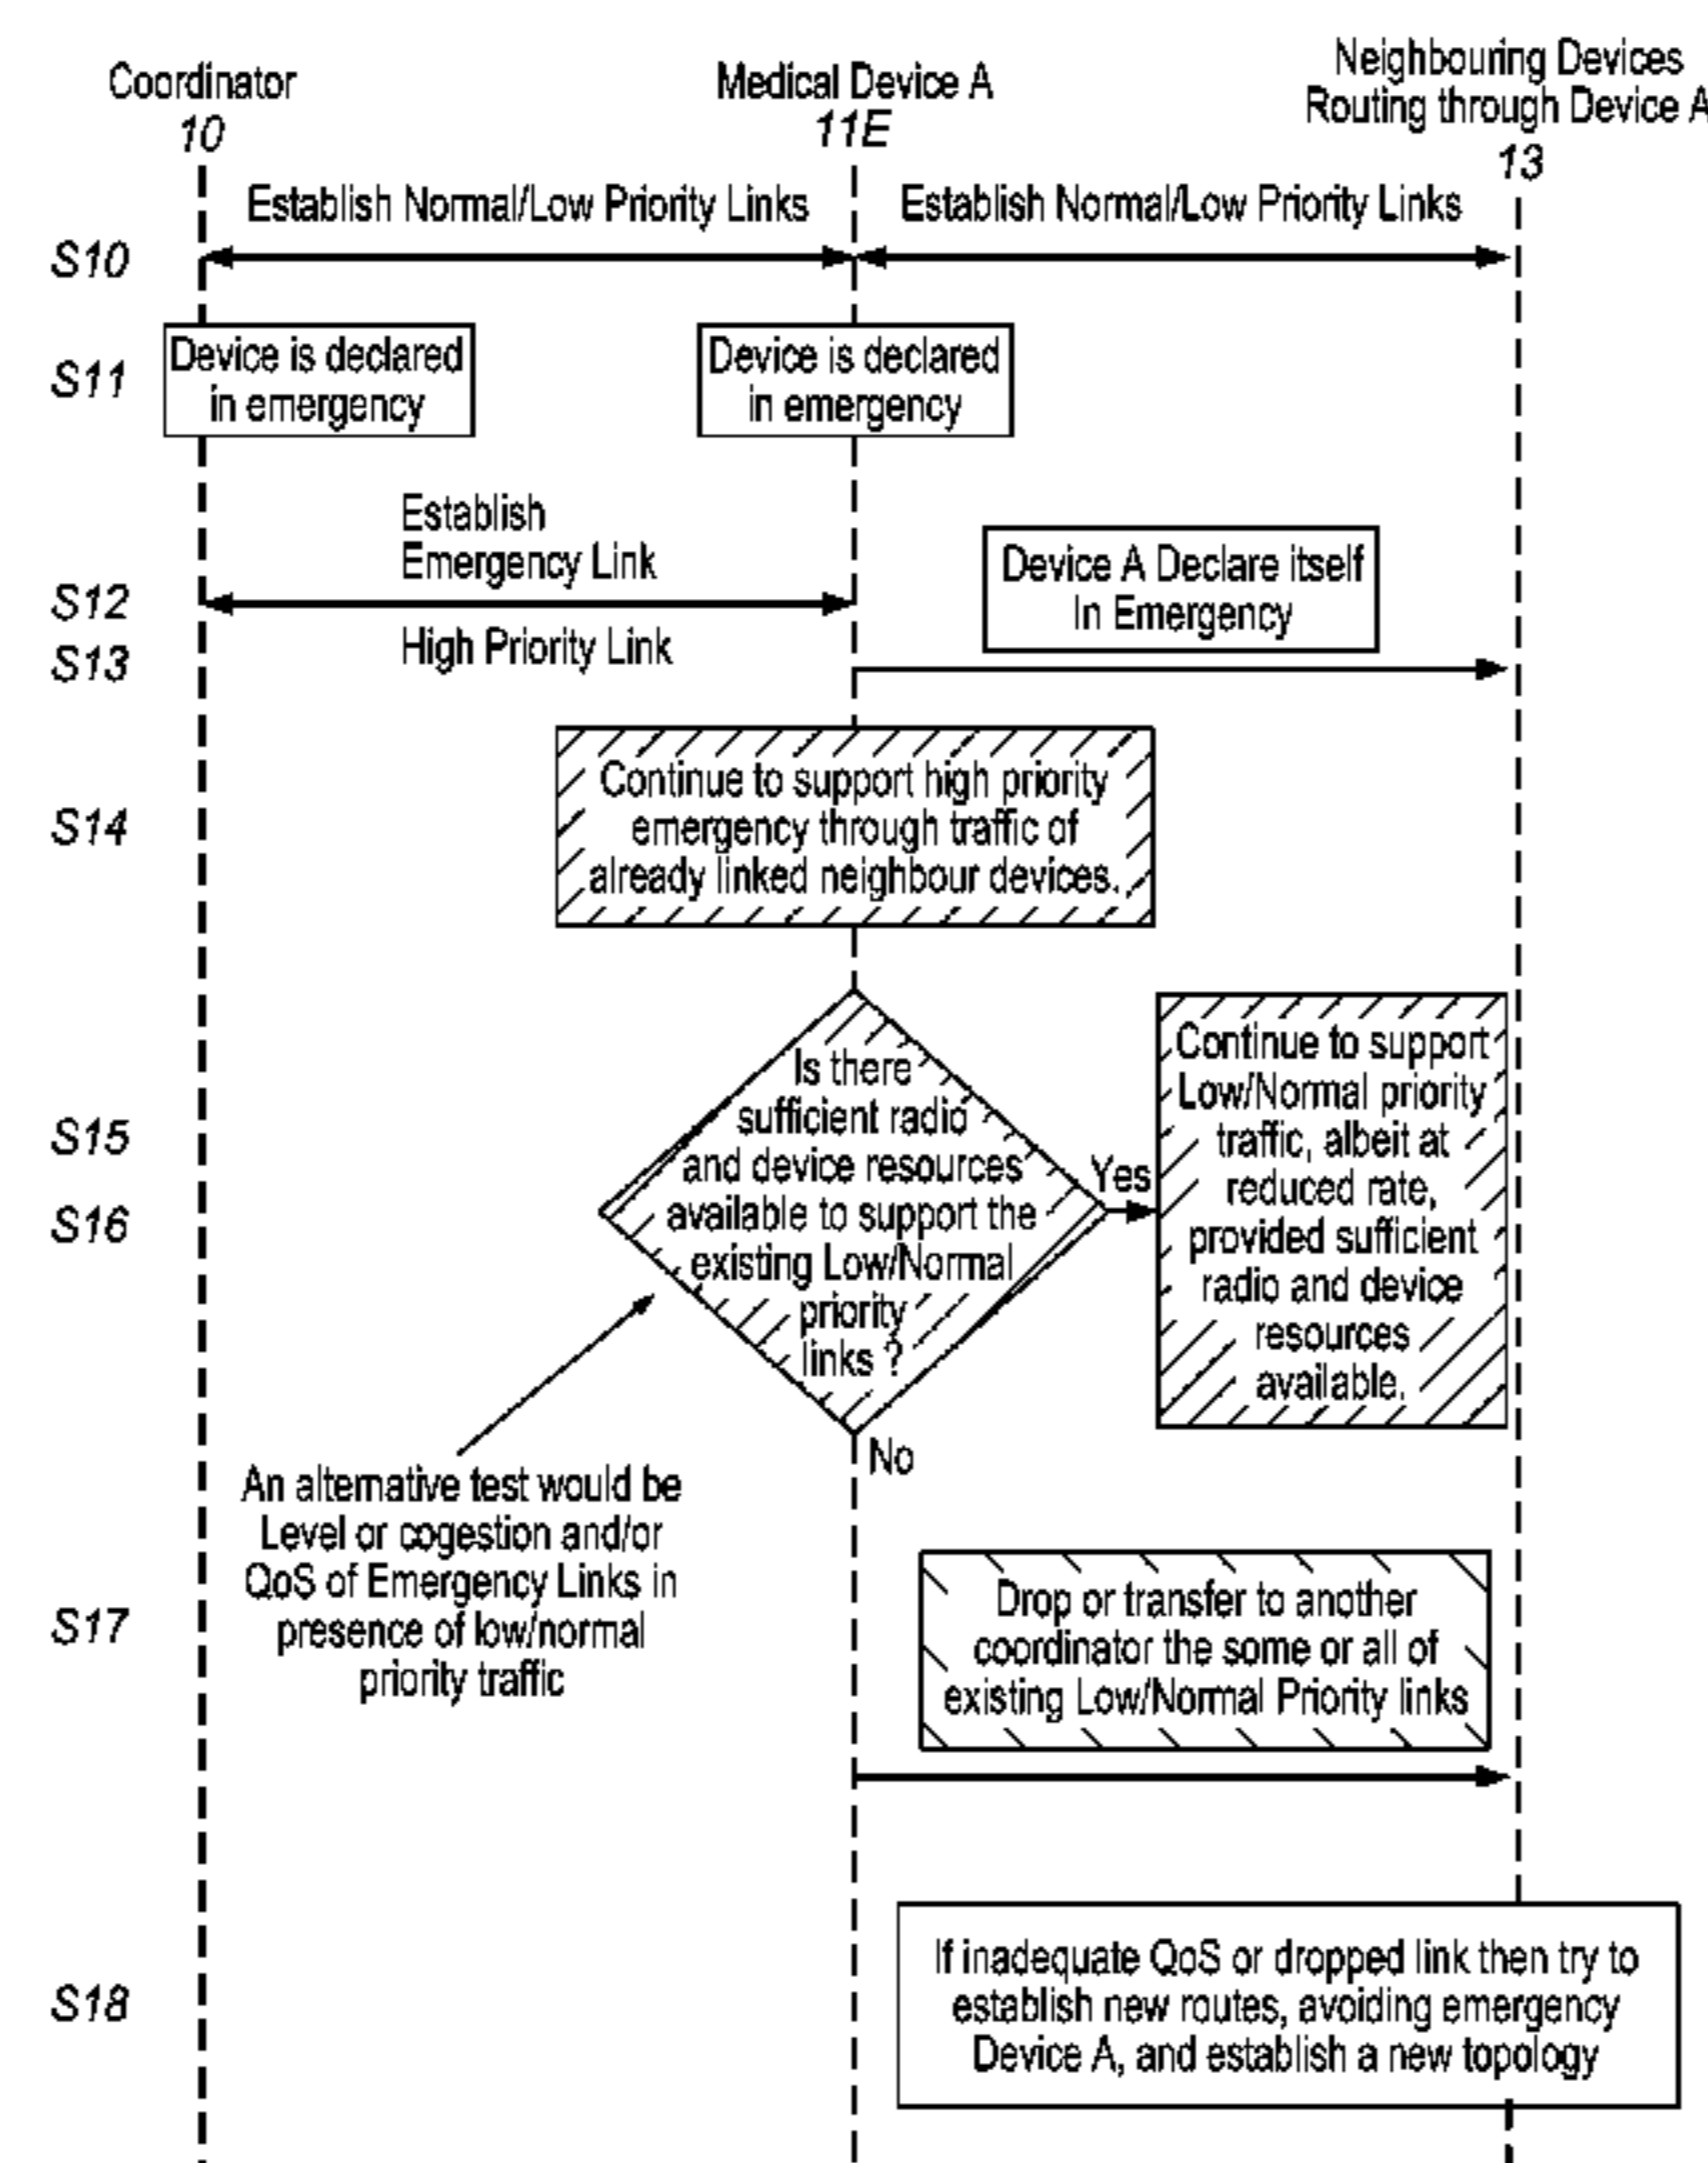 Coordinator
10
Medical Device A
11E
Neighbouring Devices
Routing through Device A
13
Establish Normal/Low Priority Links
Establish Normal/Low Priority Links
S10
S11
Device is declared
in emergency
Device is declared
in emergency
Establish
Emergency Link
Device A Declare itself
In Emergency
S12
High Priority Link
S13
S14
Continue to support high priority
emergency through traffic of
already linked neighbour devices.
S15
S16
Is there
sufficient radio
and device resources
available to support the
existing Low/Normal
priority
links ?
Yes
Continue to support
Low/Normal priority
traffic, albeit at
reduced rate,
provided sufficient
radio and device
resources
available.
No
An alternative test would be
Level or cogestion and/or
QoS of Emergency Links in
presence of low/normal
priority traffic
S17
Drop or transfer to another
coordinator the some or all of
existing Low/Normal Priority links
S18
If inadequate QoS or dropped link then try to
establish new routes, avoiding emergency
Device A, and establish a new topology